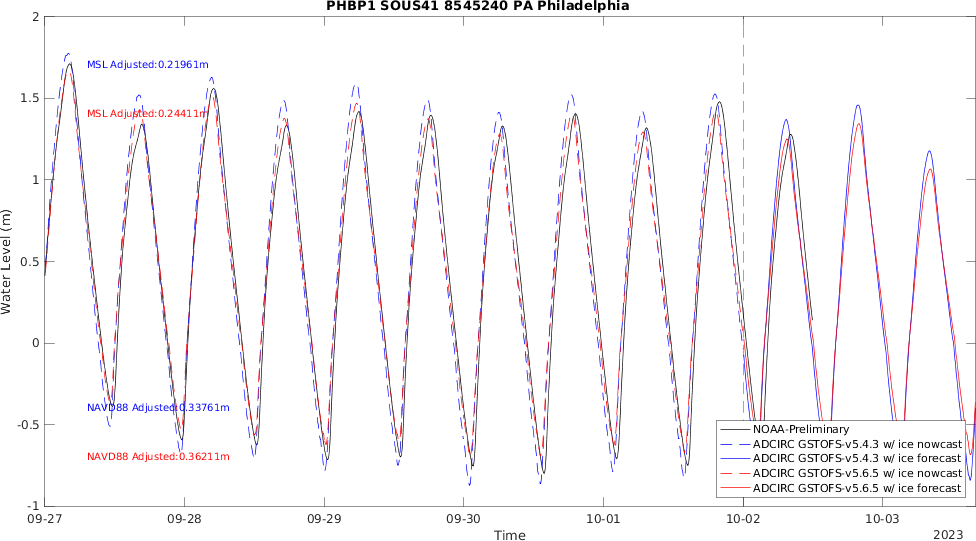 PHBP1 SOUS41 8545240 PA Philadelphia
2
1.5
1
0.5
0
-0.5
-1
Water Level (m)
MSL Adjusted:0.21961m
MSL Adjusted:0.24411m
NAVD88 Adjusted:0.33761m
NAVD88 Adjusted:0.36211m
NOAA-Preliminary
ADCIRC GSTOFS-v5.4.3 w/ ice nowcast
ADCIRC GSTOFS-v5.4.3 w/ ice forecast
ADCIRC GSTOFS-v5.6.5 w/ ice nowcast
ADCIRC GSTOFS-v5.6.5 w/ ice forecast
09-27 09-28 09-29 09-30 10-01 10-02 10-03
Time
2023